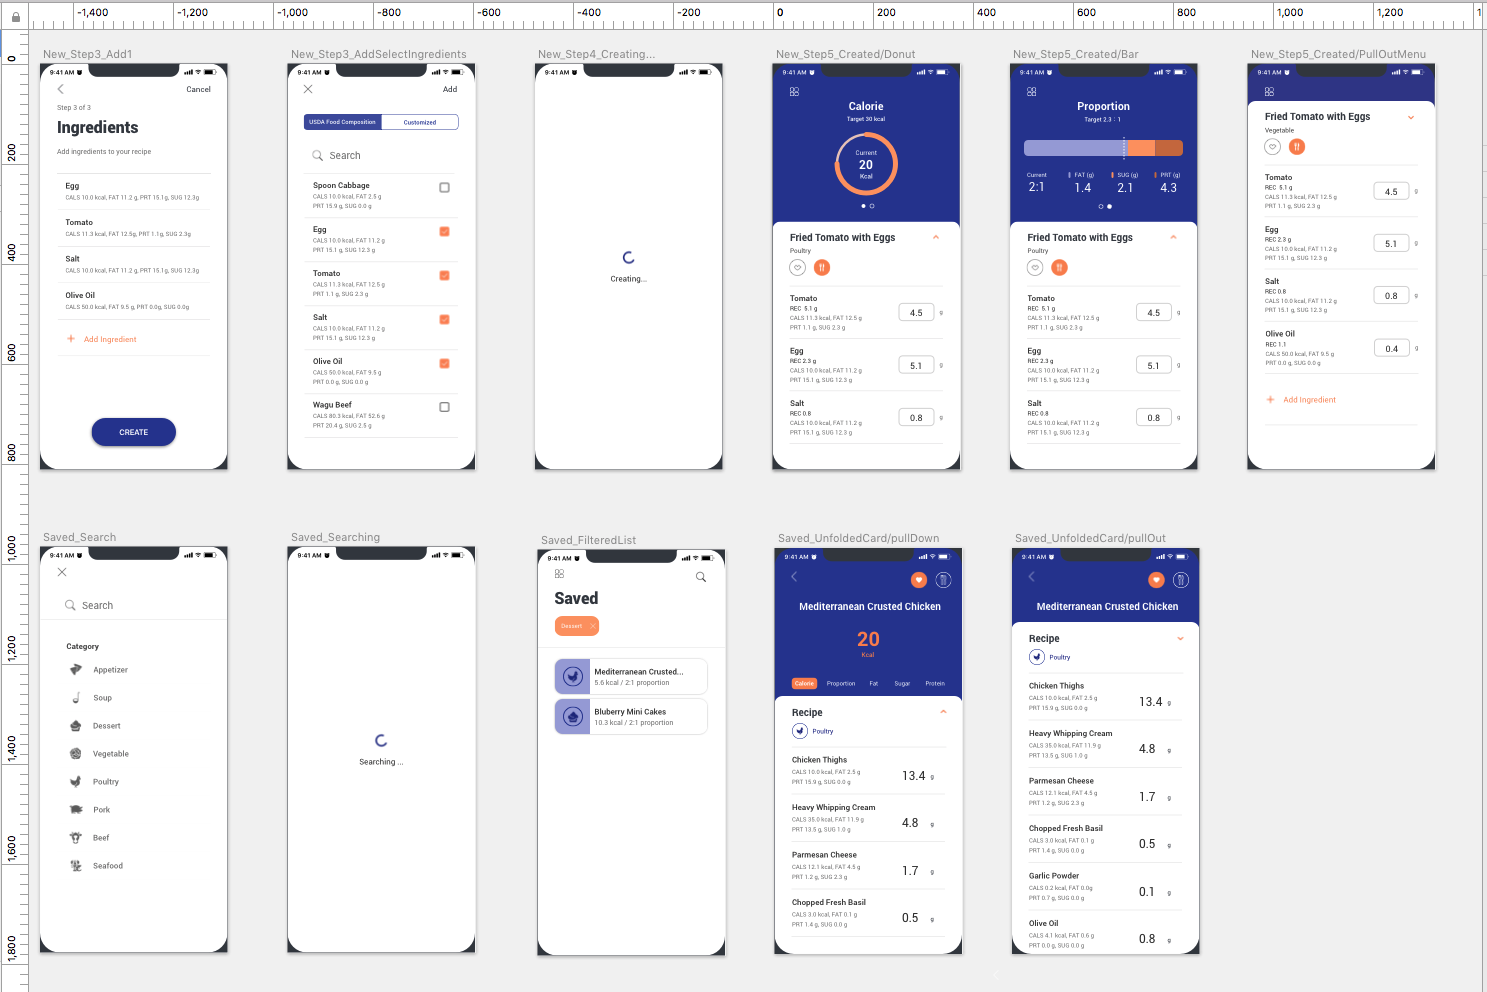 -1,400 -1,200 -1,000 -800 -600 -400 -200 0 200 400 600 800 1,000 1,200
0
200
400
600
800
1,000
1,200
1,400
1,600
1,800
New_Step3_Add1
9:41 AM
Cancel
Step 3 of 3
Ingredients
Add ingredients to your recipe
Egg
CALS 10.0 kcal, FAT 11.2 g, PRT 15.1g, SUG 12.3g
Tomato
CALS 11.3 kcal, FAT 12.5g, PRT 1.1g, SUG 2.3g
Salt
CALS 10.0 kcal, FAT 11.2 g, PRT 15.1g, SUG 12.3g
Olive Oil
CALS 50.0 kcal, FAT 9.5 g, PRT 0.0g, SUG 0.0g
+ Add Ingredient
CREATE
New_Step3_AddSelectIngredients
9:41 AM
Add
USDA Food Composition Customized
Search
Spoon Cabbage
CALS 10.0 kcal, FAT 2.5 g
PRT 15.9 g, SUG 0.0 g
Egg
CALS 10.0 kcal, FAT 11.2 g
PRT 15.1 g, SUG 12.3 g
Tomato
CALS 11.3 kcal, FAT 12.5 g
PRT 1.1 g, SUG 2.3 g
Salt
CALS 10.0 kcal, FAT 11.2 g
PRT 15.1 g, SUG 12.3 g
Olive Oil
CALS 50.0 kcal, FAT 9.5 g
PRT 0.0 g, SUG 0.0 g
Wagu Beef
CALS 80.3 kcal, FAT 52.6 g
PRT 20.4 g, SUG 2.5 g
New_Step4_Creating...
9:41 AM
Creating...
New_Step5_Created/Donut
9:41 AM
Calorie
Target 30 kcal
Current
20
Kcal
Fried Tomato with Eggs
Poultry
Tomato
REC 5.1 g
CALS 11.3 kcal, FAT 12.5 g
PRT 1.1 g, SUG 2.3 g
4.5 g
Egg
REC 2.3 g
CALS 10.0 kcal, FAT 11.2 g
PRT 15.1 g, SUG 12.3 g
5.1 g
Salt
REC 0.8
CALS 10.0 kcal, FAT 11.2 g
PRT 15.1 g, SUG 12.3 g
0.8 g
New_Step5_Created/Bar
9:41 AM
Proportion
Target 2.3 : 1
Current FAT (g) SUG (g) PRT (g)
2:1 1.4 2.1 4.3
Fried Tomato with Eggs
Poultry
Tomato
REC 5.1 g
CALS 11.3 kcal, FAT 12.5 g
PRT 1.1 g, SUG 2.3 g
4.5 g
Egg
REC 2.3 g
CALS 10.0 kcal, FAT 11.2 g
PRT 15.1 g, SUG 12.3 g
5.1 g
Salt
REC 0.8
CALS 10.0 kcal, FAT 11.2 g
PRT 15.1 g, SUG 12.3 g
0.8 g
New_Step5_Created/PullOutMenu
9:41 AM
Fried Tomato with Eggs
Vegetable
Tomato
REC 5.1 g
CALS 11.3 kcal, FAT 12.5 g
PRT 1.1 g, SUG 2.3 g
4.5 g
Egg
REC 2.3 g
CALS 10.0 kcal, FAT 11.2 g
PRT 15.1 g, SUG 12.3 g
5.1 g
Salt
REC 0.8
CALS 10.0 kcal, FAT 11.2 g
PRT 15.1 g, SUG 12.3 g
0.8 g
Olive Oil
REC 1.1
CALS 50.0 kcal, FAT 9.5 g
PRT 0.0 g, SUG 0.0 g
0.4 g
+ Add Ingredient
Saved_Search
9:41 AM
Search
Category
Appetizer
Soup
Dessert
Vegetable
Poultry
Pork
Beef
Seafood
Saved_Searching
9:41 AM
Searching ...
Saved_FilteredList
9:41 AM
Saved
Dessert ×
Mediterranean Crusted...
5.6 kcal / 2:1 proportion
Bluberry Mini Cakes
10.3 kcal / 2:1 proportion
Saved_UnfoldedCard/pullDown
9:41 AM
Mediterranean Crusted Chicken
20
Kcal
Calorie Proportion Fat Sugar Protein
Recipe
Poultry
Chicken Thighs
CALS 10.0 kcal, FAT 2.5 g
PRT 15.9 g, SUG 0.0 g
13.4 g
Heavy Whipping Cream
CALS 35.0 kcal, FAT 11.9 g
PRT 13.5 g, SUG 1.0 g
4.8 g
Parmesan Cheese
CALS 12.1 kcal, FAT 4.5 g
PRT 1.2 g, SUG 2.3 g
1.7 g
Chopped Fresh Basil
CALS 3.0 kcal, FAT 0.1 g
PRT 1.4 g, SUG 0.0 g
0.5 g
Saved_UnfoldedCard/pullOut
9:41 AM
Mediterranean Crusted Chicken
Recipe
Poultry
Chicken Thighs
CALS 10.0 kcal, FAT 2.5 g
PRT 15.9 g, SUG 0.0 g
13.4 g
Heavy Whipping Cream
CALS 35.0 kcal, FAT 11.9 g
PRT 13.5 g, SUG 1.0 g
4.8 g
Parmesan Cheese
CALS 12.1 kcal, FAT 4.5 g
PRT 1.2 g, SUG 2.3 g
1.7 g
Chopped Fresh Basil
CALS 3.0 kcal, FAT 0.1 g
PRT 1.4 g, SUG 0.0 g
0.5 g
Garlic Powder
CALS 0.2 kcal, FAT 0.0g
PRT 0.7 g, SUG 0.0 g
0.1 g
Olive Oil
CALS 4.1 kcal, FAT 0.6 g
PRT 0.0 g, SUG 0.0 g
0.8 g